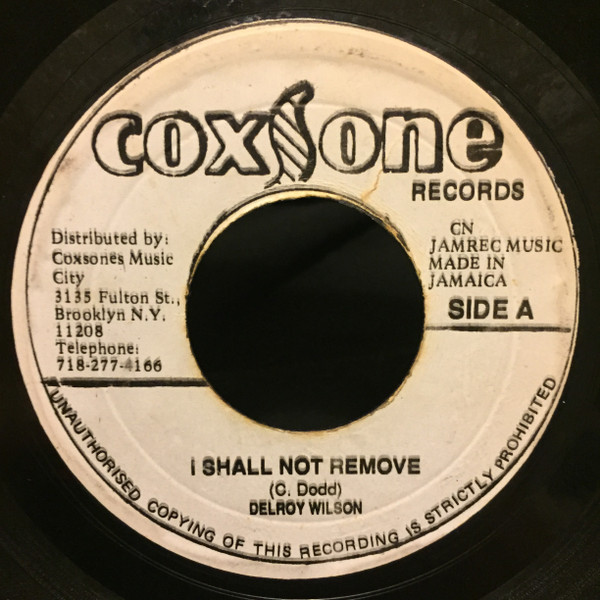 coxsone
RECORDS
Distributed by:
Coxsones Music
City
3135 Fulton St.,
Brooklyn N.Y.
11208
Telephone:
718-277-4166
CN
JAMREC MUSIC
MADE IN
JAMAICA
SIDE A
I SHALL NOT REMOVE
(C. Dodd)
DELROY WILSON
UNAUTHORISED COPYING OF THIS RECORDING IS STRICTLY PROHIBITED